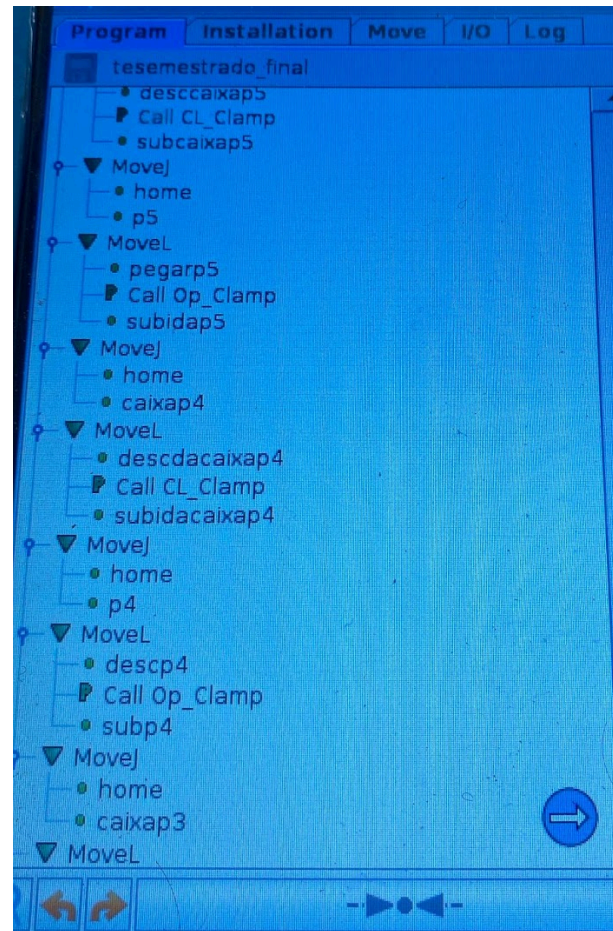 Program Installation Move I/O Log
tesemestrado_final
desccaixap5
Call CL_Clamp
subcaixap5
MoveJ
home
p5
MoveL
pegarp5
Call Op_Clamp
subidap5
MoveJ
home
caixap4
MoveL
descdacaixap4
Call CL_Clamp
subidacaixap4
MoveJ
home
p4
MoveL
descp4
Call Op_Clamp
subp4
MoveJ
home
caixap3
MoveL